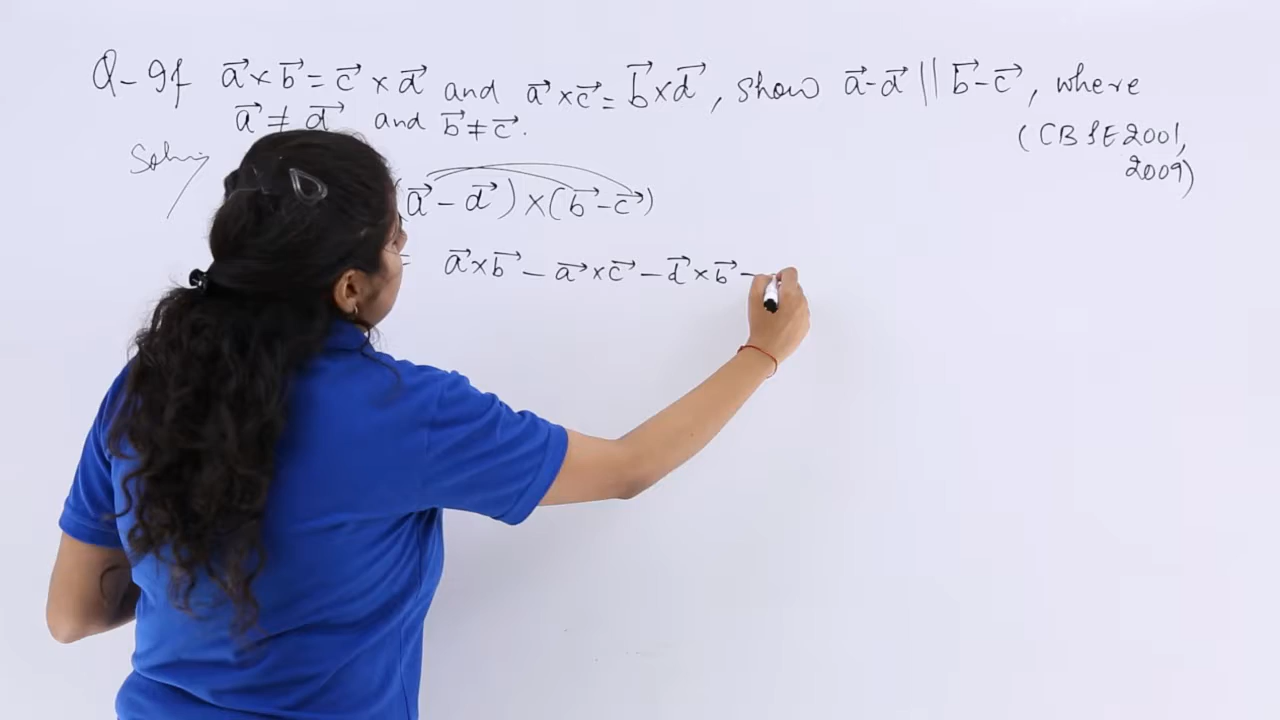 Q- If a⃗ × b⃗ = c⃗ × d⃗ and a⃗ × c⃗ = b⃗ × d⃗, show a⃗ - d⃗ || b⃗ - c⃗, where
a⃗ ≠ d⃗ and b⃗ ≠ c⃗.
(CBSE 2001,
2009)
Soln
(a⃗ - d⃗) × (b⃗ - c⃗)
= a⃗ × b⃗ - a⃗ × c⃗ - d⃗ × b⃗ -